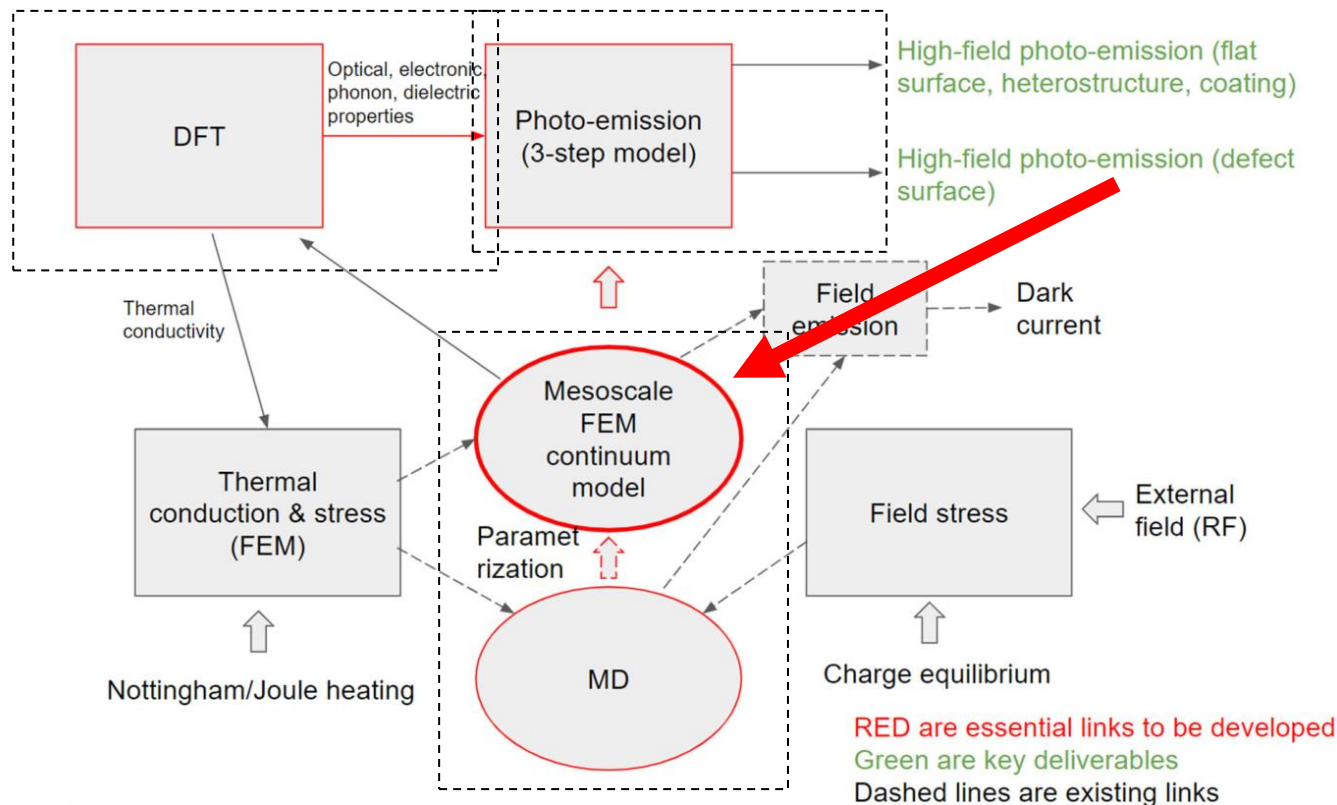 DFT
Optical, electronic,
phonon, dielectric
properties
Photo-emission
(3-step model)
High-field photo-emission (flat
surface, heterostructure, coating)
High-field photo-emission (defect
surface)
Thermal
conductivity
Field
emission
Dark
current
Mesoscale
FEM
continuum
model
Thermal
conduction & stress
(FEM)
Paramet
rization
Field stress
External
field (RF)
MD
Nottingham/Joule heating
Charge equilibrium
RED are essential links to be developed
Green are key deliverables
Dashed lines are existing links